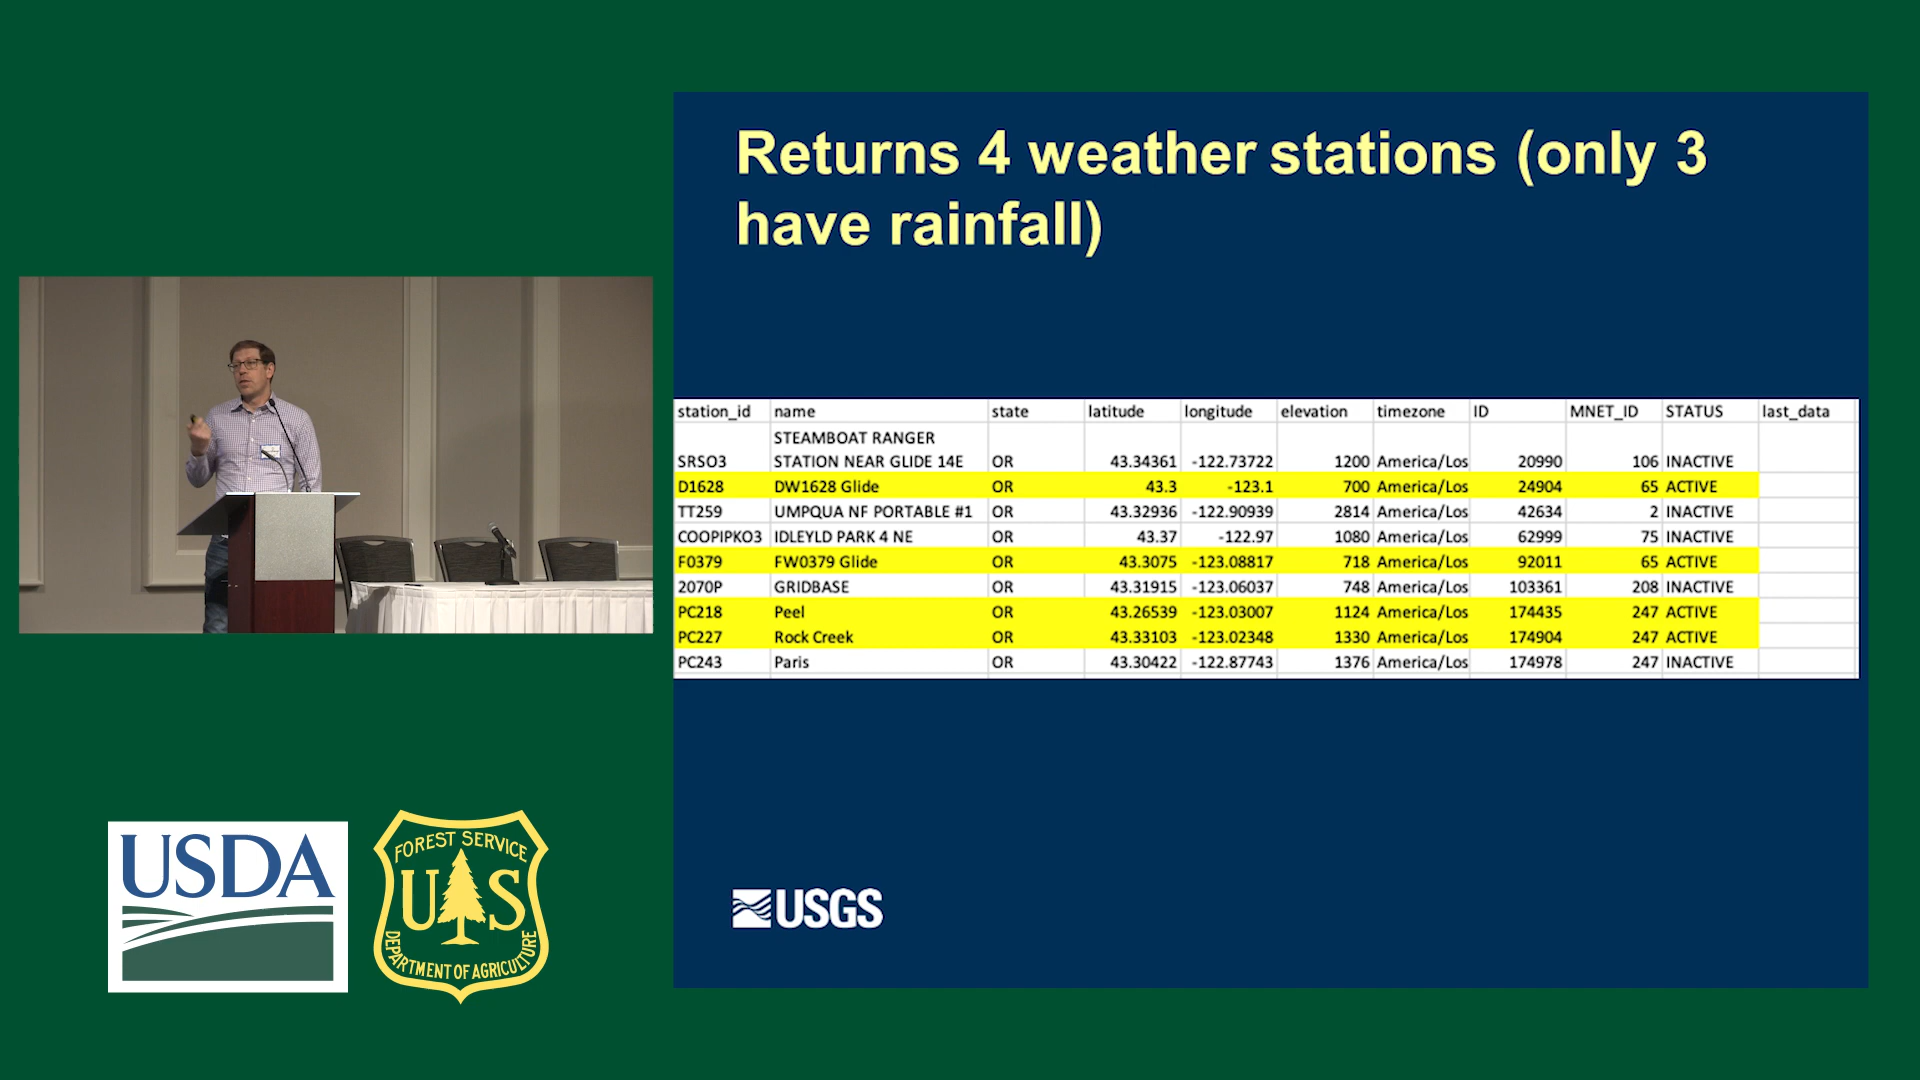 Returns 4 weather stations (only 3
have rainfall)
station_id name state latitude longitude elevation timezone ID MNET_ID STATUS last_data
STEAMBOAT RANGER
SRSO3 STATION NEAR GLIDE 14E OR 43.34361 -122.73722 1200 America/Los 20990 106 INACTIVE
D1628 DW1628 Glide OR 43.3 -123.1 700 America/Los 24904 65 ACTIVE
TT259 UMPQUA NF PORTABLE #1 OR 43.32936 -122.90939 2814 America/Los 42634 2 INACTIVE
COOPIPKO3 IDLEYLD PARK 4 NE OR 43.37 -122.97 1080 America/Los 62999 75 INACTIVE
F0379 FW0379 Glide OR 43.3075 -123.08817 718 America/Los 92011 65 ACTIVE
2070P GRIDBASE OR 43.31915 -123.06037 748 America/Los 103361 208 INACTIVE
PC218 Peel OR 43.26539 -123.03007 1124 America/Los 174435 247 ACTIVE
PC227 Rock Creek OR 43.33103 -123.02348 1330 America/Los 174904 247 ACTIVE
PC243 Paris OR 43.30422 -122.87743 1376 America/Los 174978 247 INACTIVE
USGS
USDA
FOREST SERVICE
U S
DEPARTMENT OF AGRICULTURE